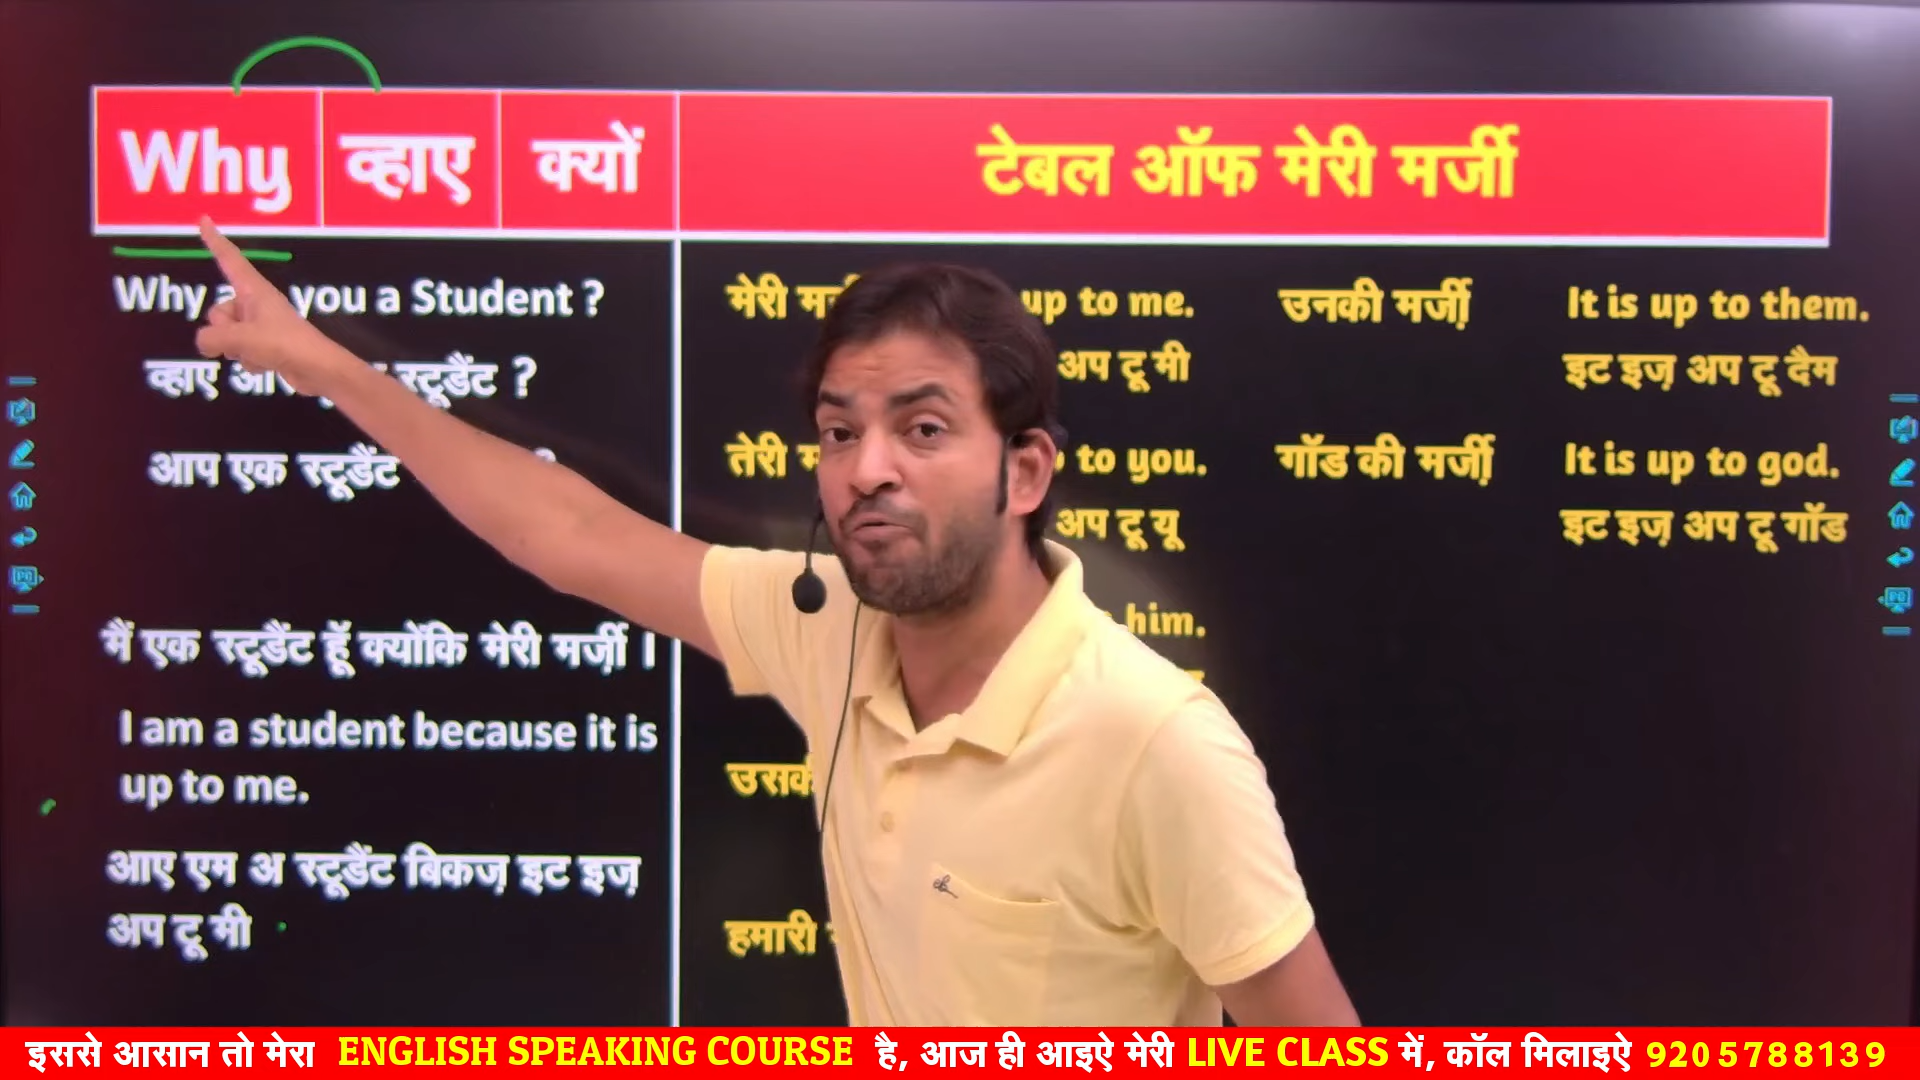 Why व्हाए क्यों टेबल ऑफ मेरी मर्जी
Why you a Student ?
व्हाए स्टूडैंट ?
आप एक स्टूडैंट ?
मैं एक स्टूडैंट हूॅ क्योंकि मेरी मर्ज़ी ।
I am a student because it is
up to me.
आए एम अ स्टूडैंट बिकज़ इट इज़
अप टू मी
मेरी up to me.
अप टू मी
तेरी to you.
अप टू यू
him.
हमारी
उनकी मर्ज़ी It is up to them.
इट इज़ अप टू दैम
गॉड की मर्ज़ी It is up to god.
इट इज़ अप टू गॉड
इससे आसान तो मेरा ENGLISH SPEAKING COURSE है, आज ही आइऐ मेरी LIVE CLASS में, कॉल मिलाइऐ 9205788139